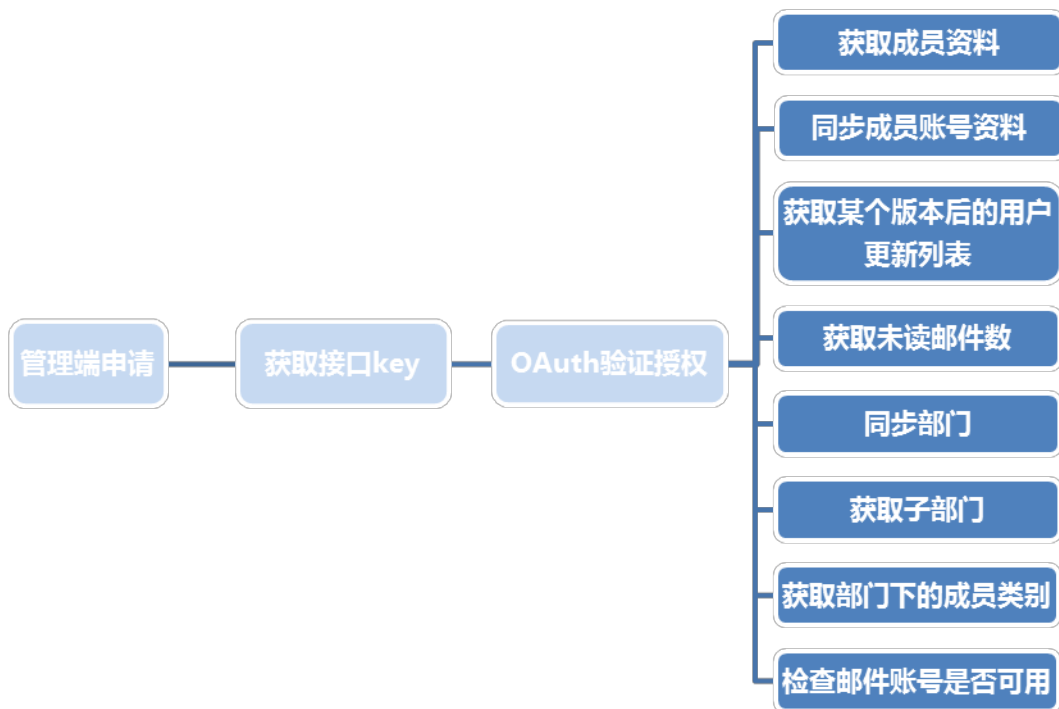 获取成员资料
同步成员账号资料
获取某个版本后的用户
更新列表
管理端申请
获取接口key
OAuth验证授权
获取未读邮件数
同步部门
获取子部门
获取部门下的成员类别
检查邮件账号是否可用